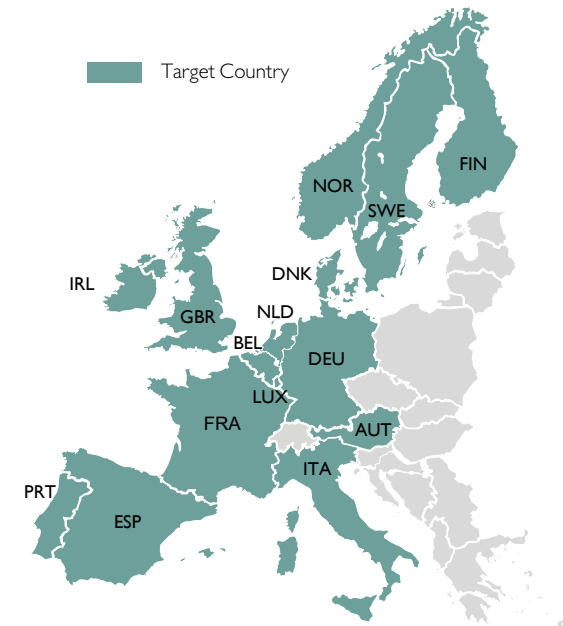 Target Country
FIN
NOR
SWE
DNK
IRL
NLD
GBR
BEL
DEU
LUX
FRA
AUT
ITA
PRT
ESP